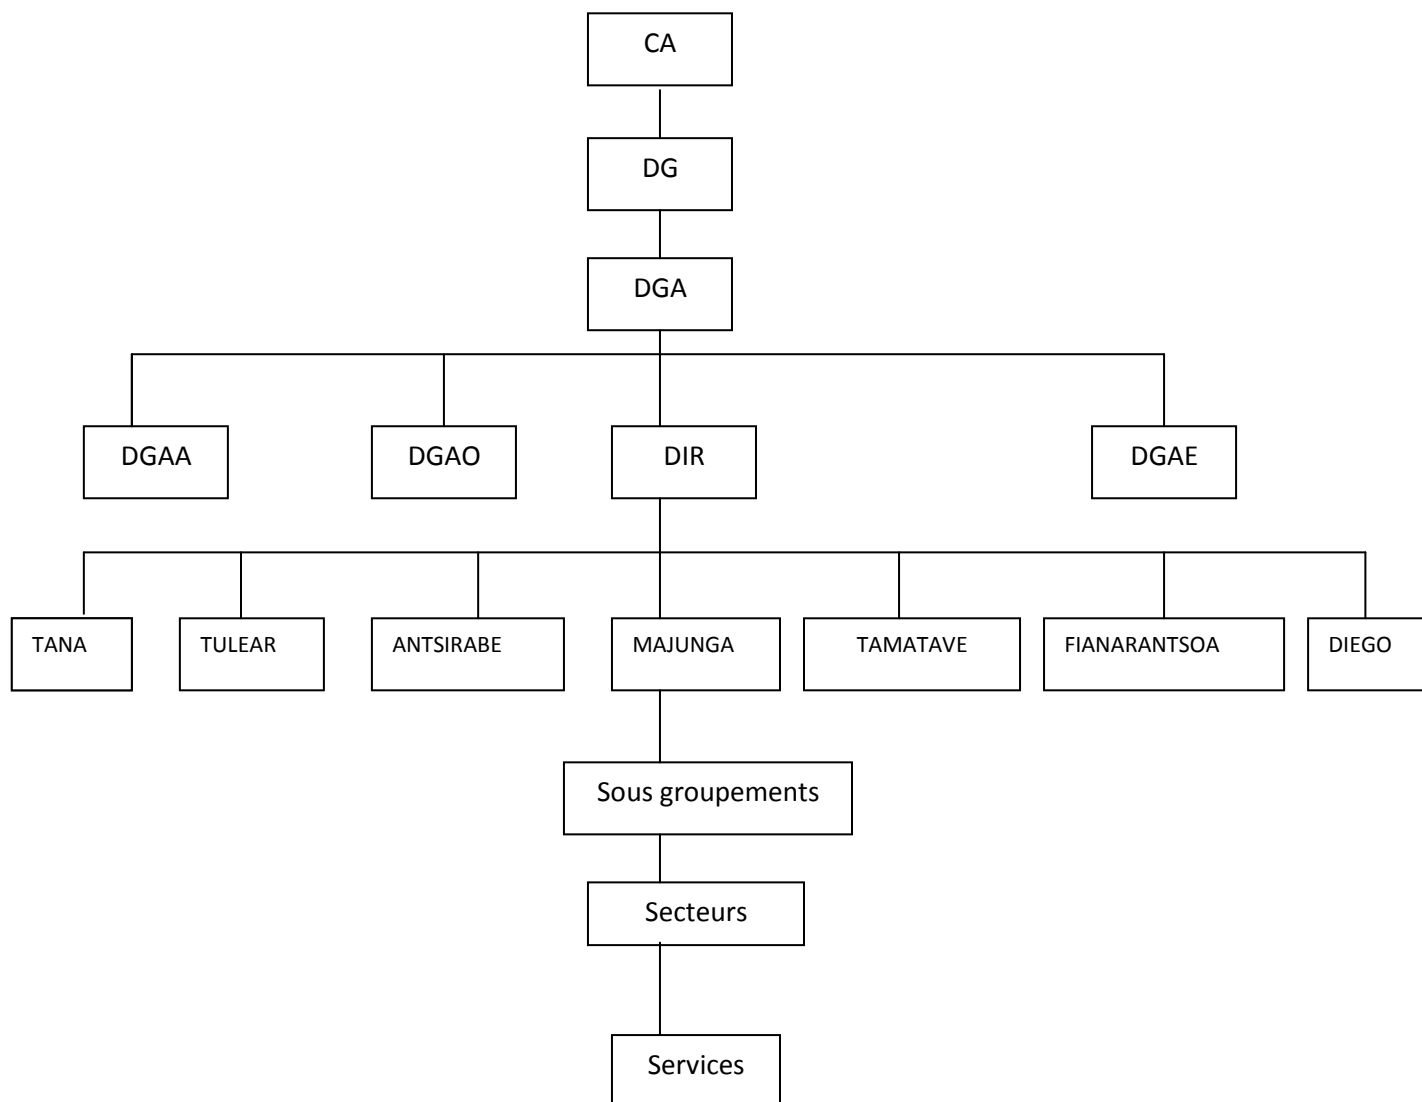 CA
DG
DGA
DGAA
DGAO
DIR
DGAE
TANA
TULEAR
ANTSIRABE
MAJUNGA
TAMATAVE
FIANARANTSOA
DIEGO
Sous groupements
Secteurs
Services